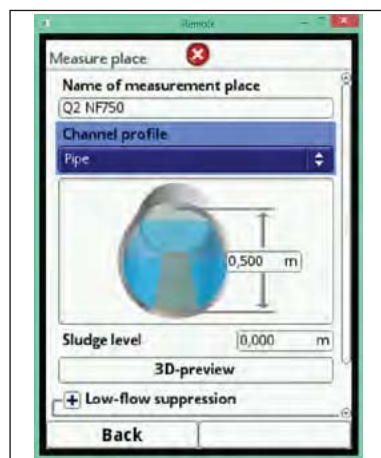 Remote
Measure place
Name of measurement place
Q2 NF750
Channel profile
Pipe
0,500 m
Sludge level 0,000 m
3D-preview
Low-flow suppression
Back